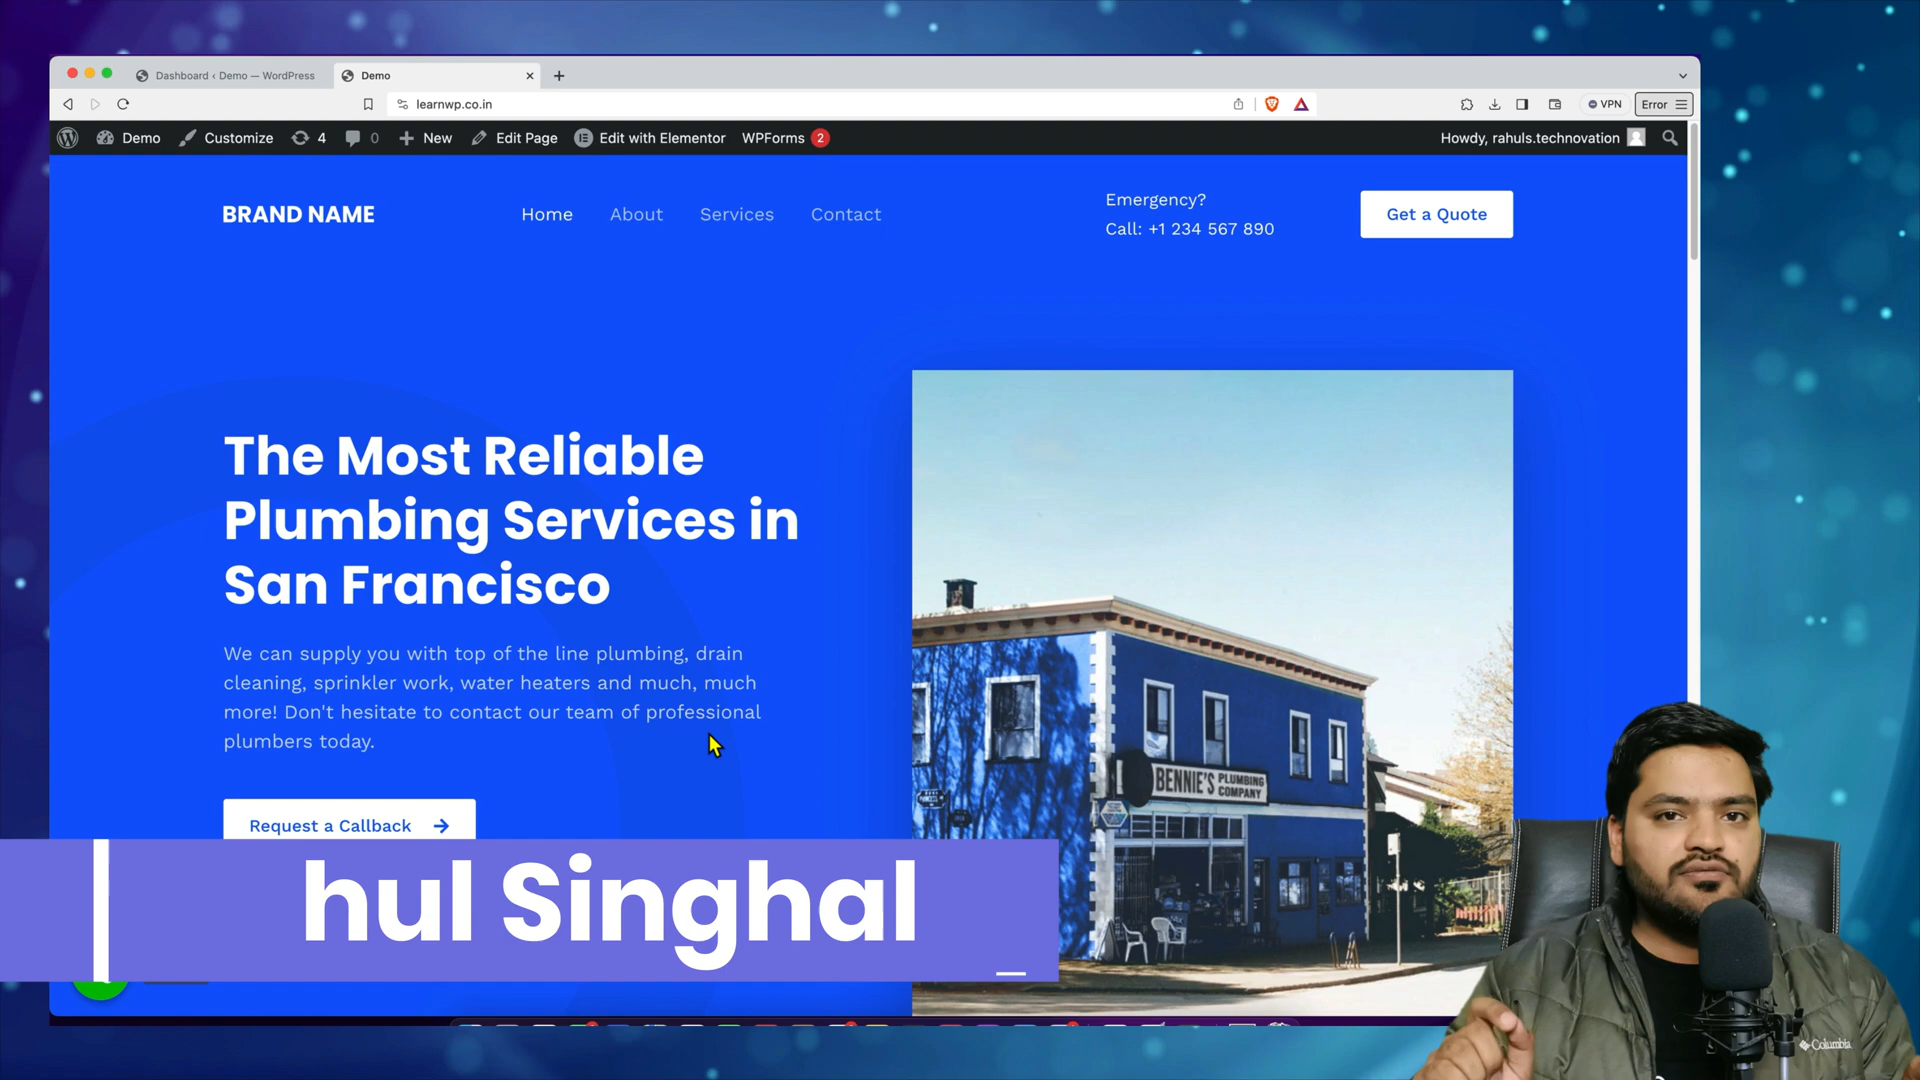 Dashboard ‹ Demo — WordPress
Demo
learnwp.co.in
VPN
Error
Demo
Customize
4
0
New
Edit Page
Edit with Elementor
WPForms 2
Howdy, rahuls.technovation
BRAND NAME
Home
About
Services
Contact
Emergency?
Call: +1 234 567 890
Get a Quote
The Most Reliable
Plumbing Services in
San Francisco
We can supply you with top of the line plumbing, drain
cleaning, sprinkler work, water heaters and much, much
more! Don't hesitate to contact our team of professional
plumbers today.
Request a Callback
BENNIE'S PLUMBING
COMPANY
hul Singhal
Columbia